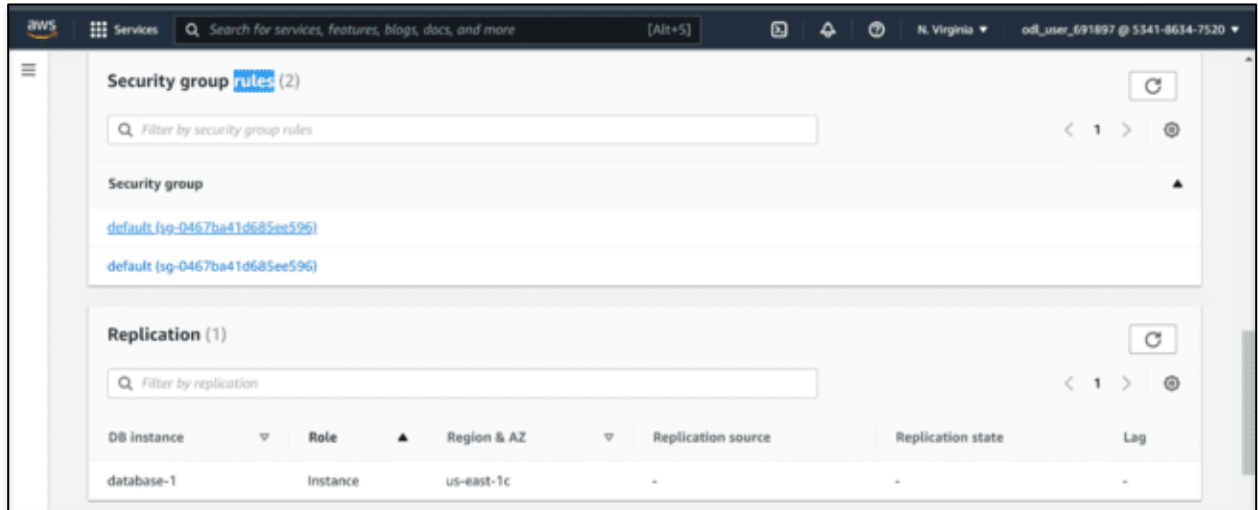 aws Services Search for services, features, blogs, docs, and more [Alt+S] N. Virginia odl_user_691897 @ 5341-8634-7520
Security group rules (2)
Filter by security group rules 1
Security group
default (sg-0467ba41d685ee596)
default (sg-0467ba41d685ee596)
Replication (1)
Filter by replication 1
DB instance Role Region & AZ Replication source Replication state Lag
database-1 Instance us-east-1c - - -